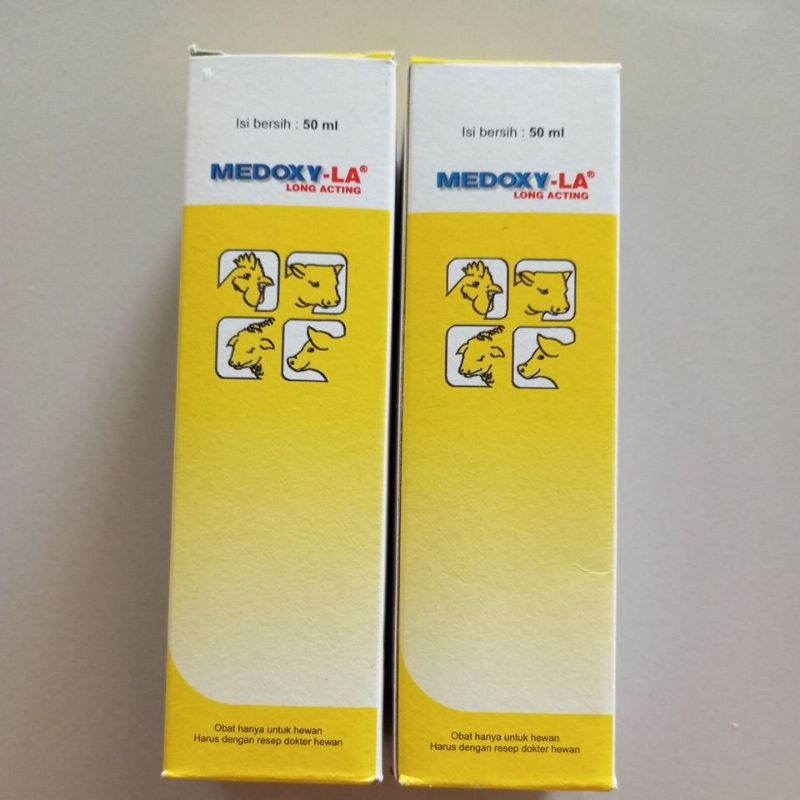 Isi bersih : 50 ml
MEDOXY-LA®
LONG ACTING
Obat hanya untuk hewan
Harus dengan resep dokter hewan
Isi bersih : 50 ml
MEDOXY-LA®
LONG ACTING
Obat hanya untuk hewan
Harus dengan resep dokter hewan